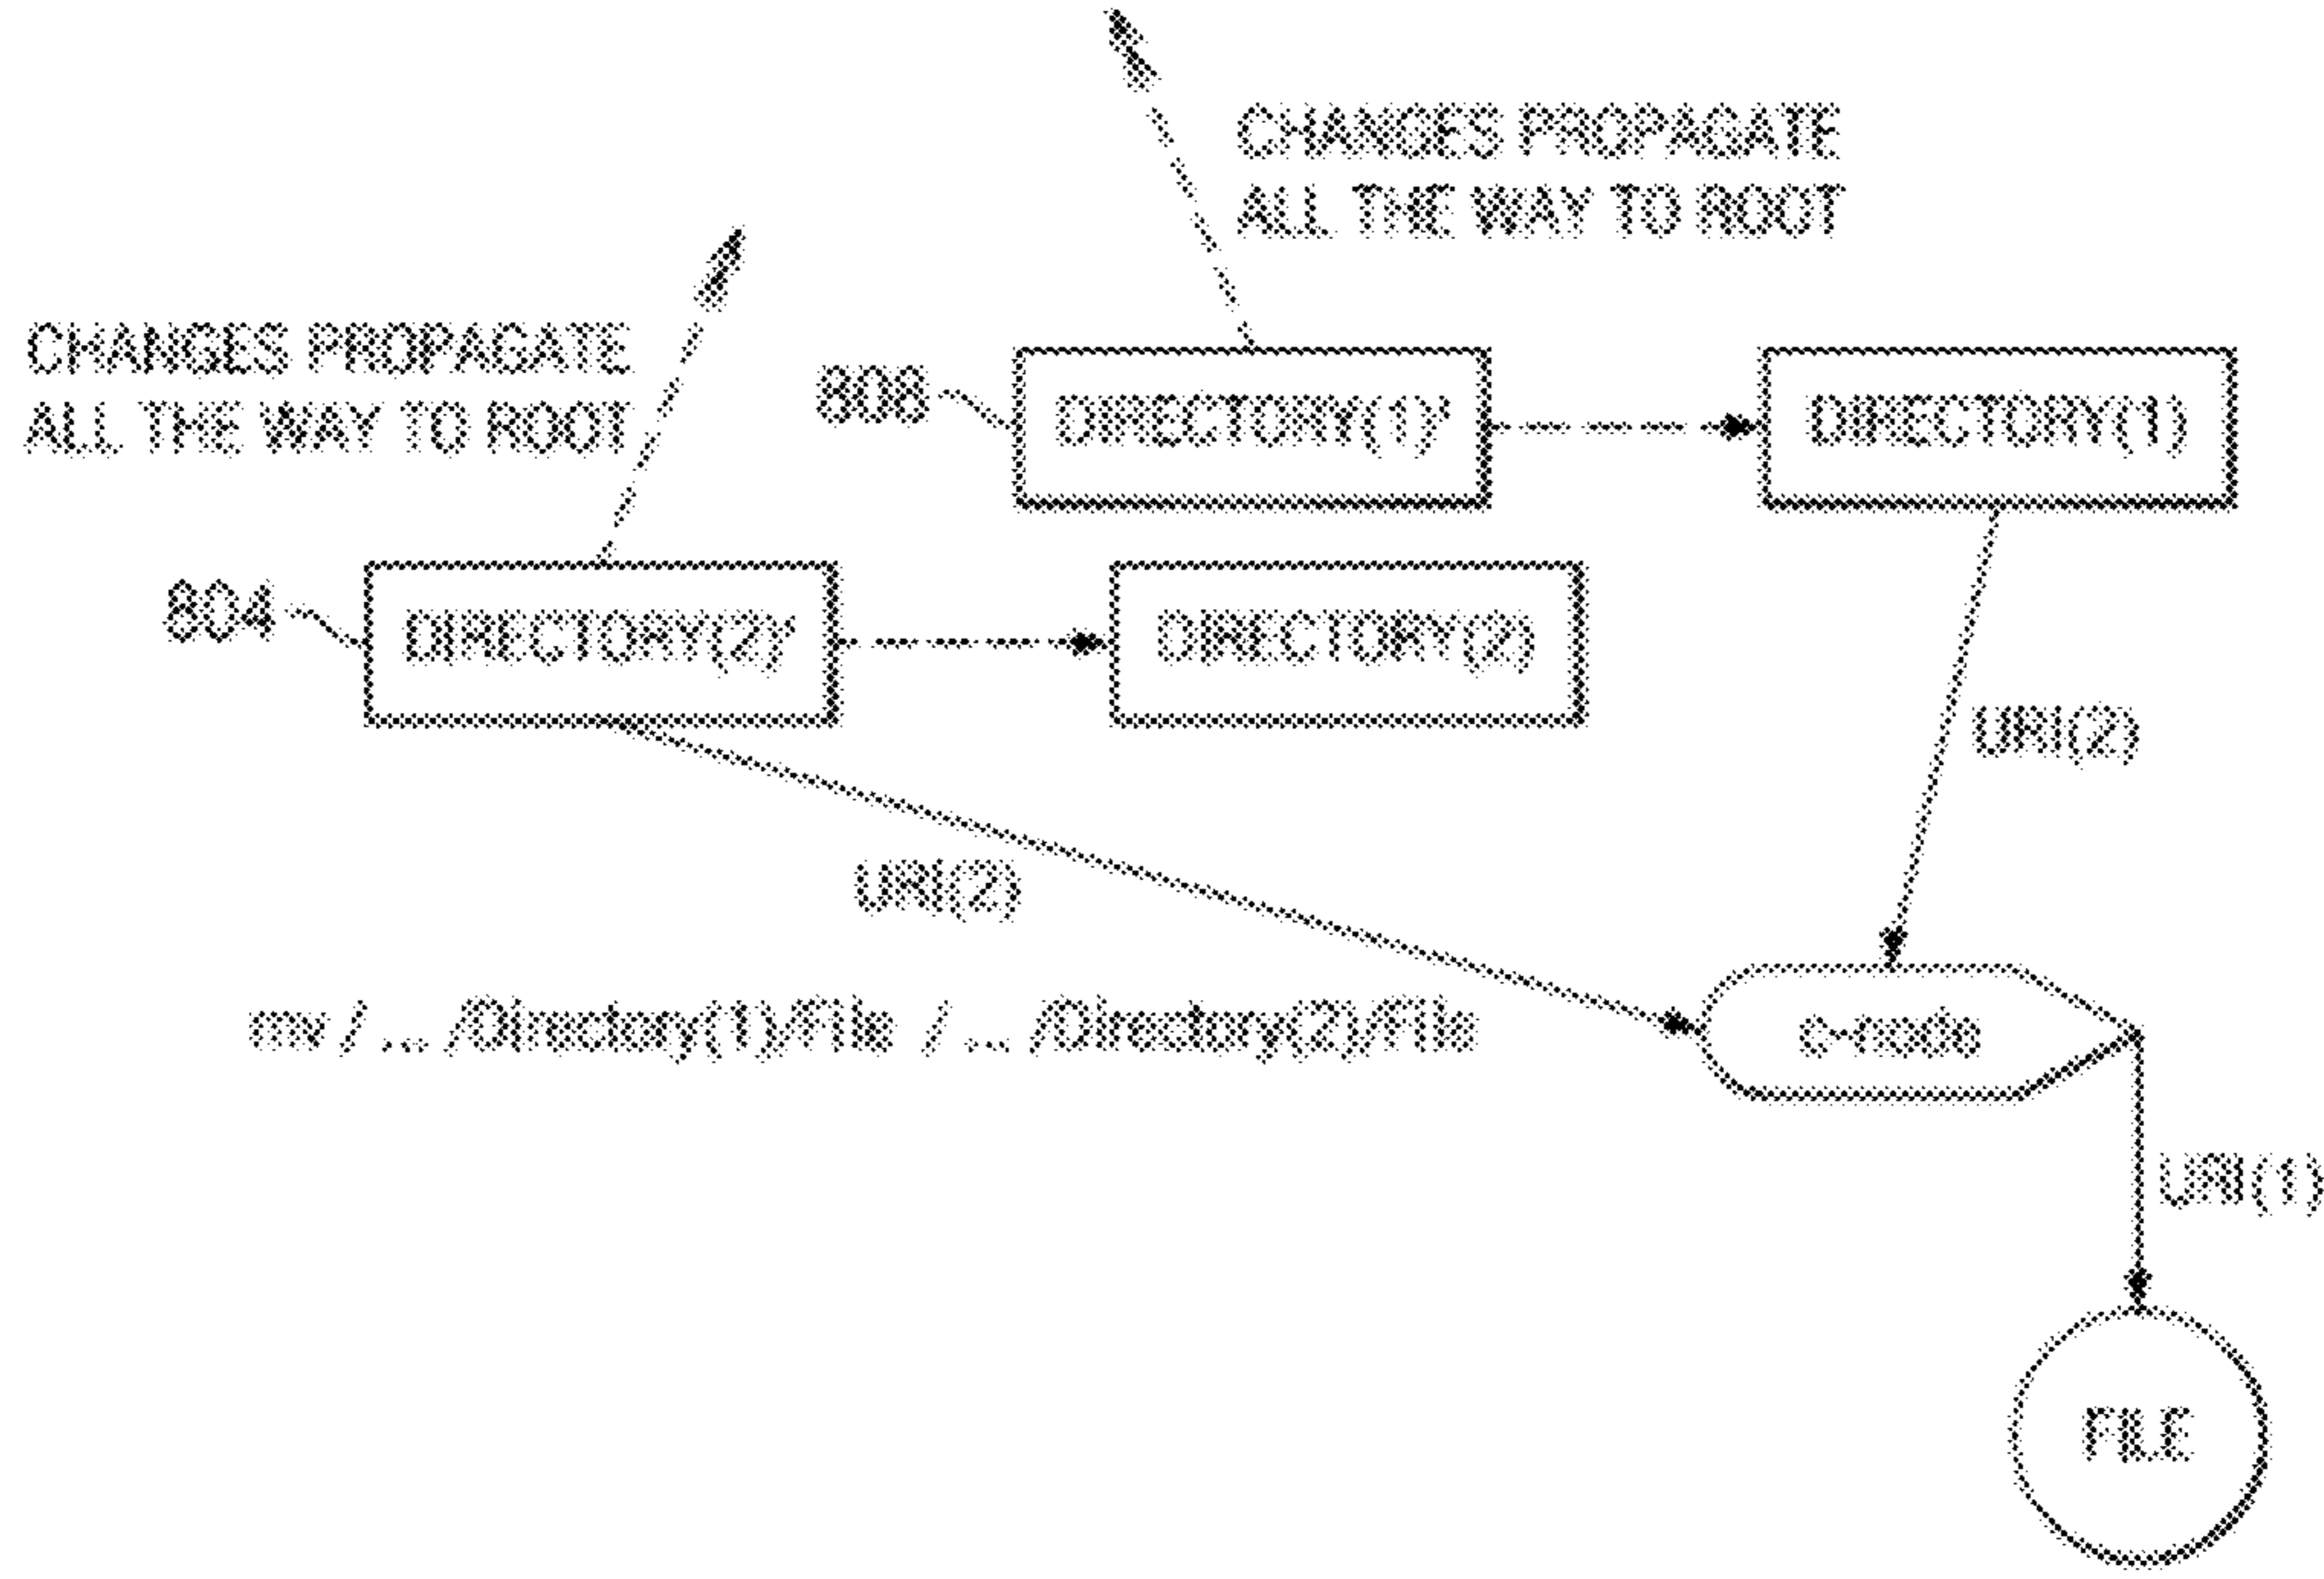 CHANGES PROPAGATE
ALL THE WAY TO ROOT
CHANGES PROPAGATE
ALL THE WAY TO ROOT
808
DIRECTORY(1)'
DIRECTORY(1)
804
DIRECTORY(2)'
DIRECTORY(2)
URI(2)
URI(2)
mv / ... /Directory(1)/File / ... /Directory(2)/File
c-node
URI(1)
FILE